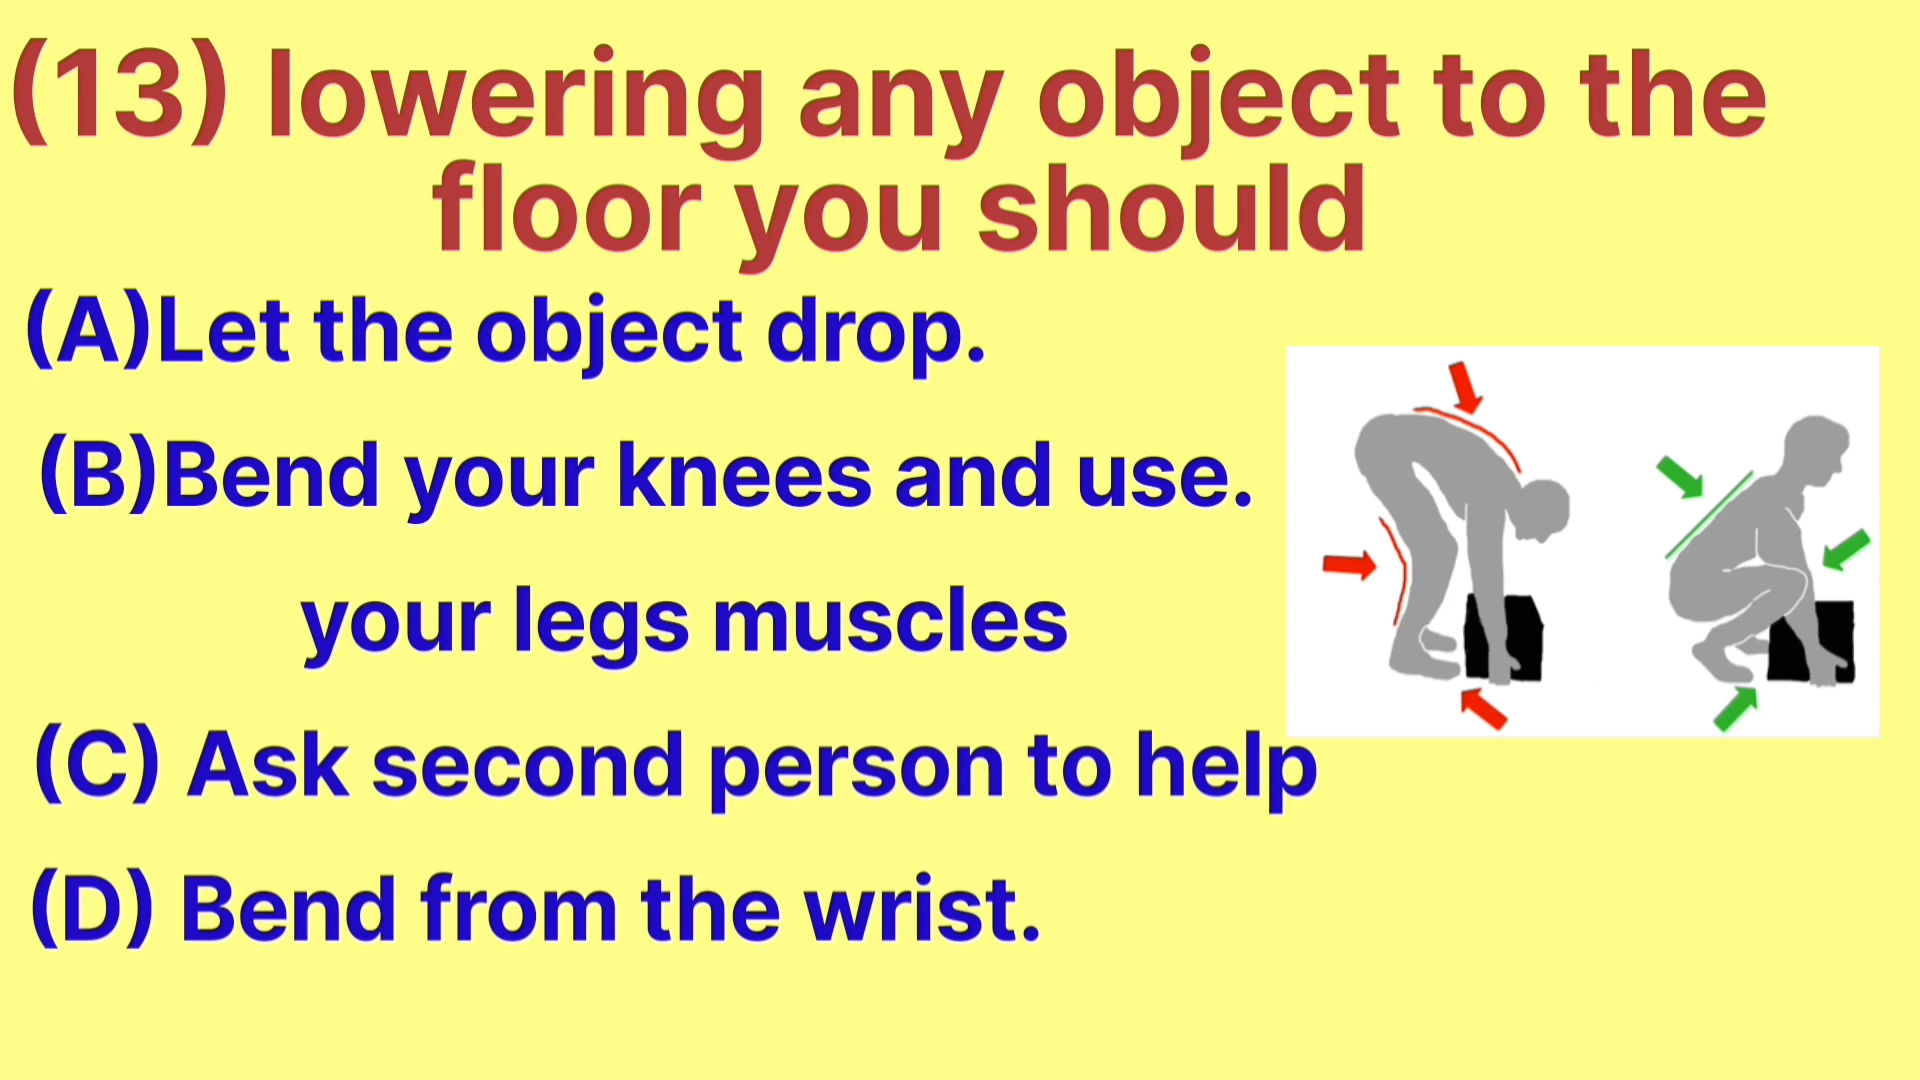 (13) lowering any object to the
floor you should
(A)Let the object drop.
(B)Bend your knees and use.
your legs muscles
(C) Ask second person to help
(D) Bend from the wrist.